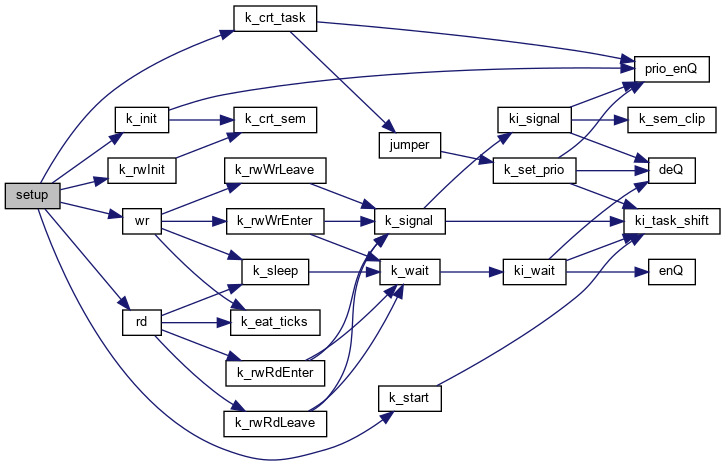 setup
k_crt_task
k_init
k_rwInit
wr
rd
k_crt_sem
k_rwWrLeave
k_rwWrEnter
k_sleep
k_eat_ticks
k_rwRdEnter
k_rwRdLeave
jumper
k_signal
k_wait
k_start
ki_signal
k_set_prio
ki_wait
prio_enQ
k_sem_clip
deQ
ki_task_shift
enQ